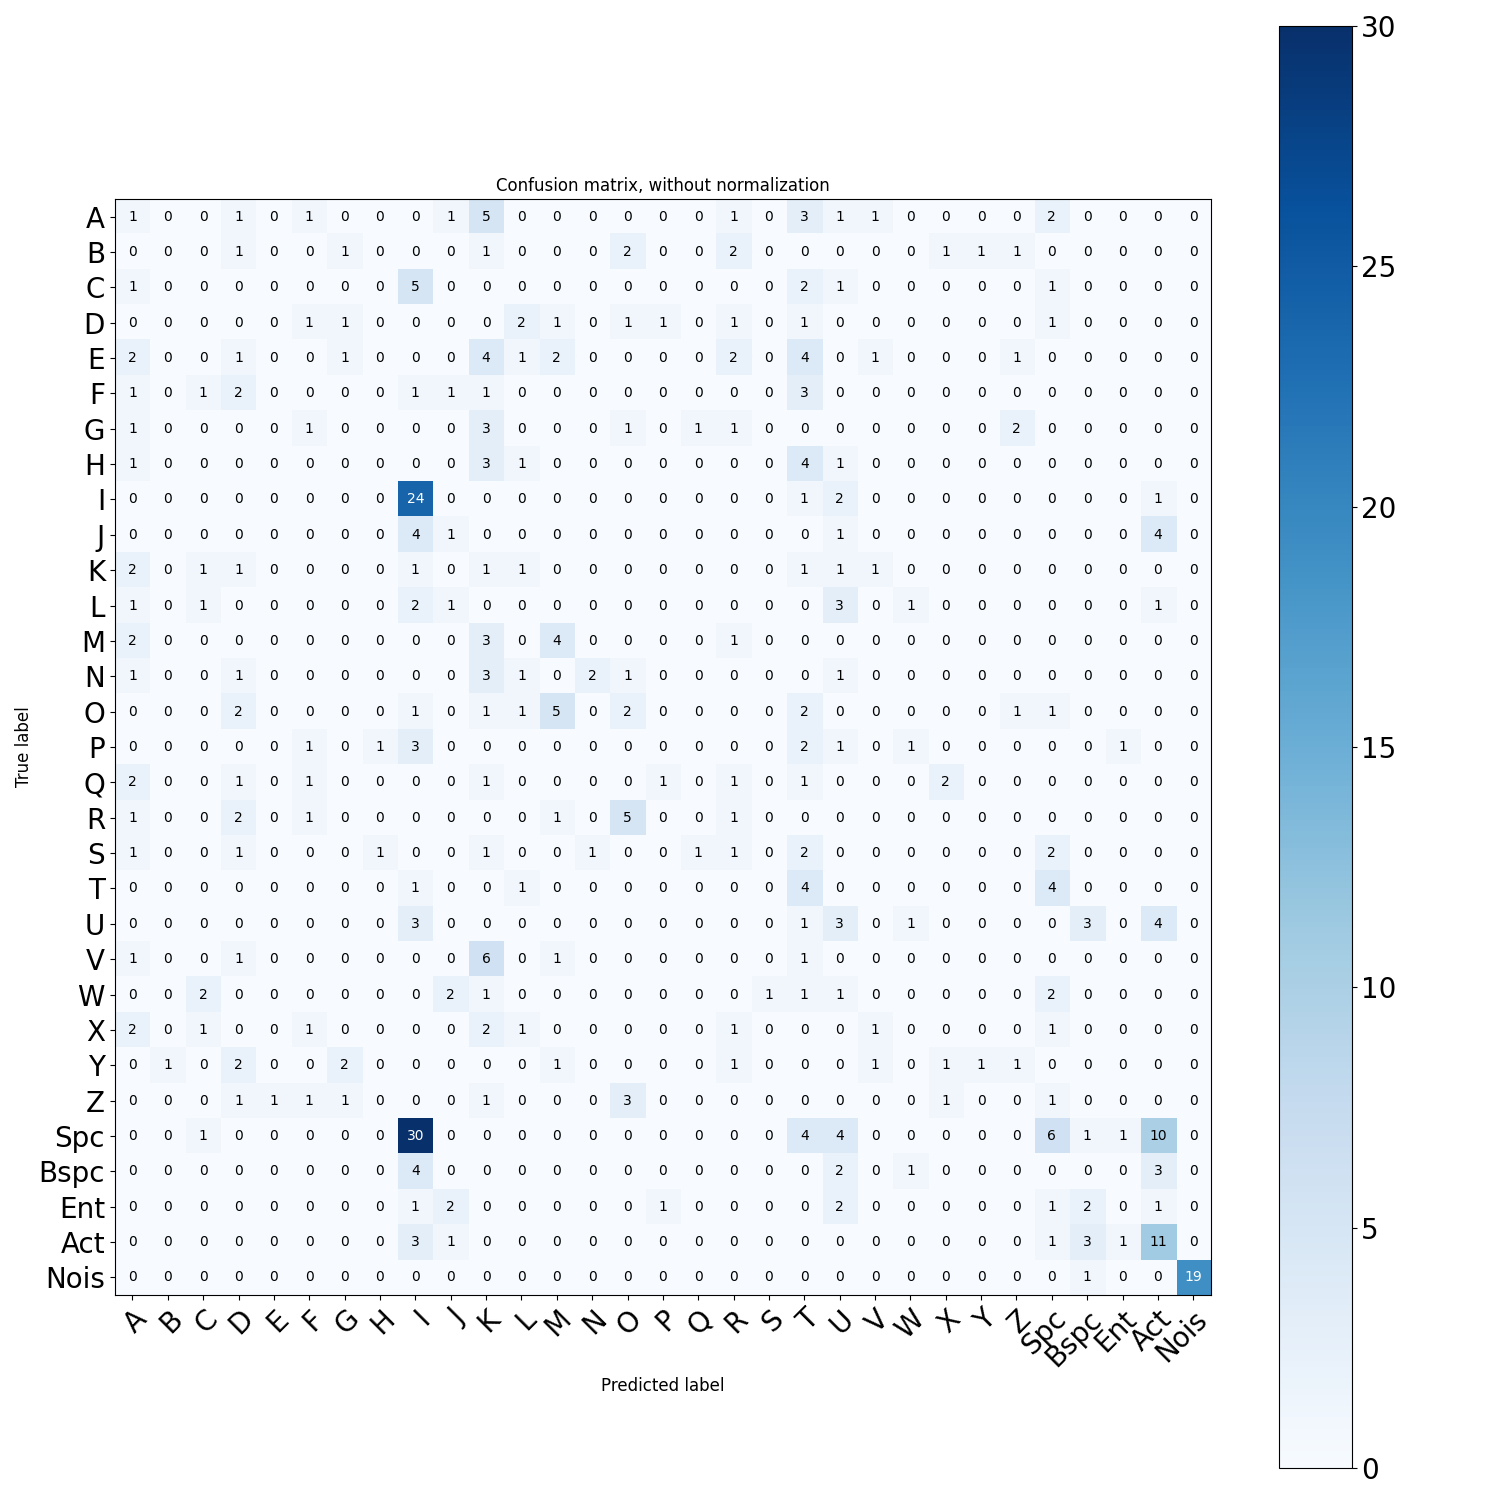 Confusion matrix, without normalization
30
25
20
15
10
5
0
True label
A 1 0 0 1 0 1 0 0 0 1 5 0 0 0 0 0 0 1 0 3 1 1 0 0 0 0 2 0 0 0 0
B 0 0 0 1 0 0 1 0 0 0 1 0 0 0 2 0 0 2 0 0 0 0 0 1 1 1 0 0 0 0 0
C 1 0 0 0 0 0 0 0 5 0 0 0 0 0 0 0 0 0 0 2 1 0 0 0 0 0 1 0 0 0 0
D 0 0 0 0 0 1 1 0 0 0 0 2 1 0 1 1 0 1 0 1 0 0 0 0 0 0 1 0 0 0 0
E 2 0 0 1 0 0 1 0 0 0 4 1 2 0 0 0 0 2 0 4 0 1 0 0 0 1 0 0 0 0 0
F 1 0 1 2 0 0 0 0 1 1 1 0 0 0 0 0 0 0 0 3 0 0 0 0 0 0 0 0 0 0 0
G 1 0 0 0 0 1 0 0 0 0 3 0 0 0 1 0 1 1 0 0 0 0 0 0 0 2 0 0 0 0 0
H 1 0 0 0 0 0 0 0 0 0 3 1 0 0 0 0 0 0 0 4 1 0 0 0 0 0 0 0 0 0 0
I 0 0 0 0 0 0 0 0 24 0 0 0 0 0 0 0 0 0 0 1 2 0 0 0 0 0 0 0 0 1 0
J 0 0 0 0 0 0 0 0 4 1 0 0 0 0 0 0 0 0 0 0 1 0 0 0 0 0 0 0 0 4 0
K 2 0 1 1 0 0 0 0 1 0 1 1 0 0 0 0 0 0 0 1 1 1 0 0 0 0 0 0 0 0 0
L 1 0 1 0 0 0 0 0 2 1 0 0 0 0 0 0 0 0 0 0 3 0 1 0 0 0 0 0 0 1 0
M 2 0 0 0 0 0 0 0 0 0 3 0 4 0 0 0 0 1 0 0 0 0 0 0 0 0 0 0 0 0 0
N 1 0 0 1 0 0 0 0 0 0 3 1 0 2 1 0 0 0 0 0 1 0 0 0 0 0 0 0 0 0 0
O 0 0 0 2 0 0 0 0 1 0 1 1 5 0 2 0 0 0 0 2 0 0 0 0 0 1 1 0 0 0 0
P 0 0 0 0 0 1 0 1 3 0 0 0 0 0 0 0 0 0 0 2 1 0 1 0 0 0 0 0 1 0 0
Q 2 0 0 1 0 1 0 0 0 0 1 0 0 0 0 1 0 1 0 1 0 0 0 2 0 0 0 0 0 0 0
R 1 0 0 2 0 1 0 0 0 0 0 0 1 0 5 0 0 1 0 0 0 0 0 0 0 0 0 0 0 0 0
S 1 0 0 1 0 0 0 1 0 0 1 0 0 1 0 0 1 1 0 2 0 0 0 0 0 0 2 0 0 0 0
T 0 0 0 0 0 0 0 0 1 0 0 1 0 0 0 0 0 0 0 4 0 0 0 0 0 0 4 0 0 0 0
U 0 0 0 0 0 0 0 0 3 0 0 0 0 0 0 0 0 0 0 1 3 0 1 0 0 0 0 3 0 4 0
V 1 0 0 1 0 0 0 0 0 0 6 0 1 0 0 0 0 0 0 1 0 0 0 0 0 0 0 0 0 0 0
W 0 0 2 0 0 0 0 0 0 2 1 0 0 0 0 0 0 0 1 1 1 0 0 0 0 0 2 0 0 0 0
X 2 0 1 0 0 1 0 0 0 0 2 1 0 0 0 0 0 1 0 0 0 1 0 0 0 0 1 0 0 0 0
Y 0 1 0 2 0 0 2 0 0 0 0 0 1 0 0 0 0 1 0 0 0 1 0 1 1 1 0 0 0 0 0
Z 0 0 0 1 1 1 1 0 0 0 1 0 0 0 3 0 0 0 0 0 0 0 0 1 0 0 1 0 0 0 0
Spc 0 0 1 0 0 0 0 0 30 0 0 0 0 0 0 0 0 0 0 4 4 0 0 0 0 0 6 1 1 10 0
Bspc 0 0 0 0 0 0 0 0 4 0 0 0 0 0 0 0 0 0 0 0 2 0 1 0 0 0 0 0 0 3 0
Ent 0 0 0 0 0 0 0 0 1 2 0 0 0 0 0 1 0 0 0 0 2 0 0 0 0 0 1 2 0 1 0
Act 0 0 0 0 0 0 0 0 3 1 0 0 0 0 0 0 0 0 0 0 0 0 0 0 0 0 1 3 1 11 0
Nois 0 0 0 0 0 0 0 0 0 0 0 0 0 0 0 0 0 0 0 0 0 0 0 0 0 0 0 1 0 0 19
A B C D E F G H I J K L M N O P Q R S T U V W X Y Z Spc Bspc Ent Act Nois
Predicted label